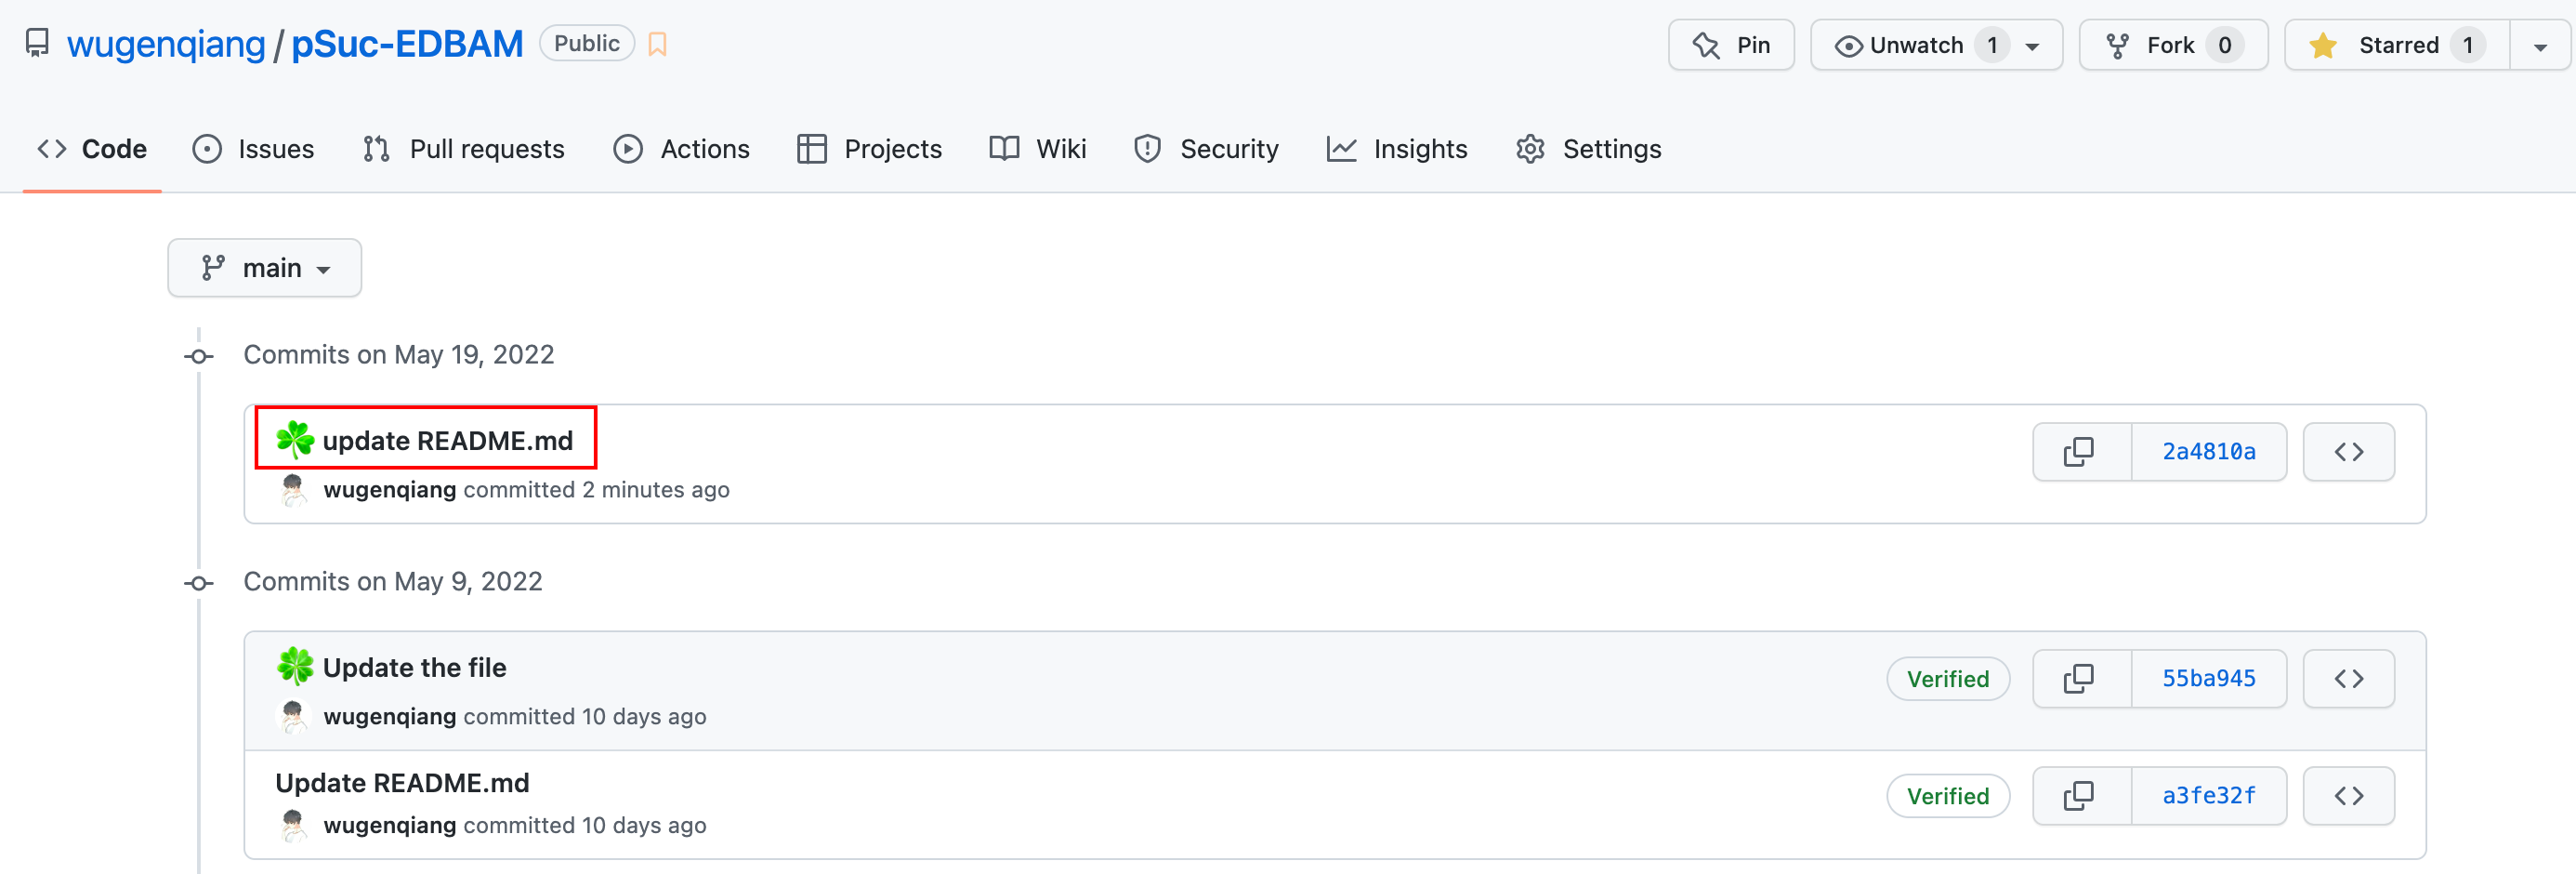 wugenqiang / pSuc-EDBAM Public Pin Unwatch 1 Fork 0 Starred 1
Code Issues Pull requests Actions Projects Wiki Security Insights Settings
main
Commits on May 19, 2022
☘️ update README.md
wugenqiang committed 2 minutes ago
2a4810a
Commits on May 9, 2022
🍀 Update the file
wugenqiang committed 10 days ago
Verified 55ba945
Update README.md
wugenqiang committed 10 days ago
Verified a3fe32f